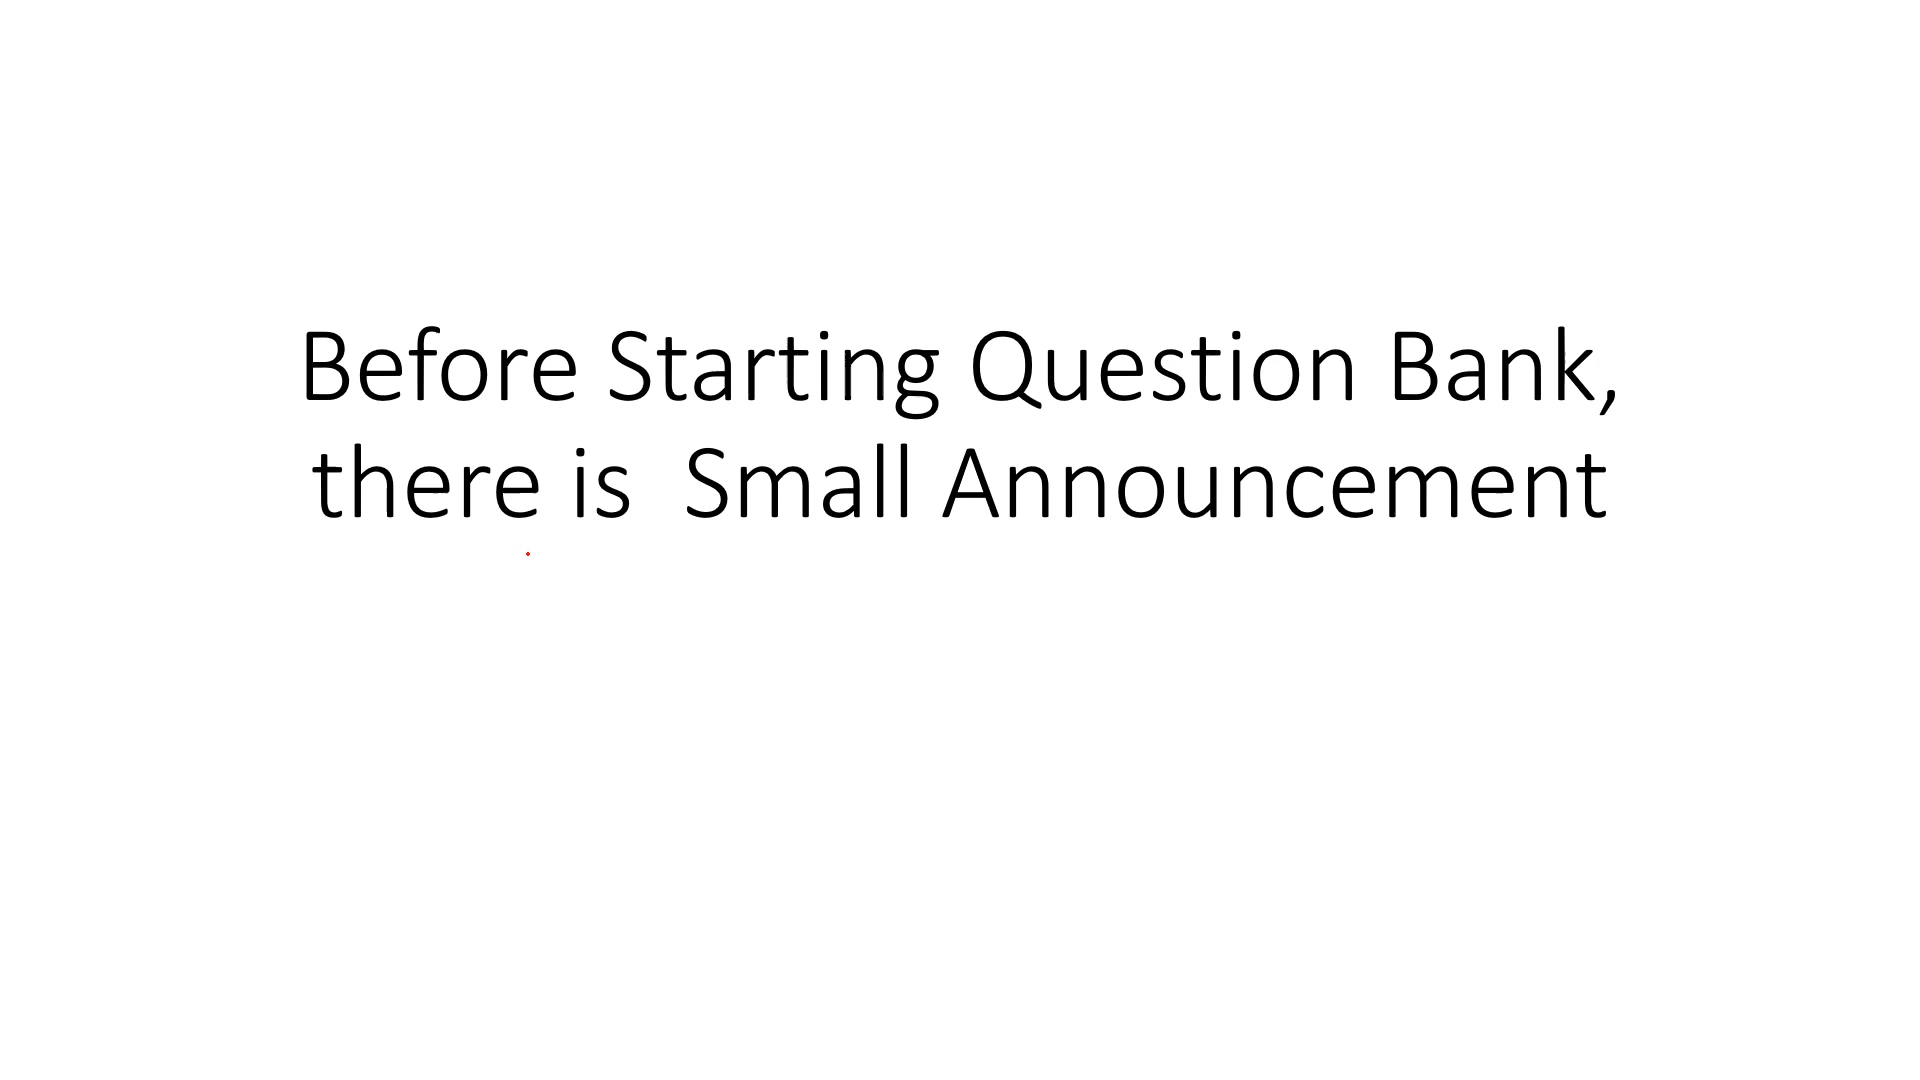 Before Starting Question Bank,
there is  Small Announcement